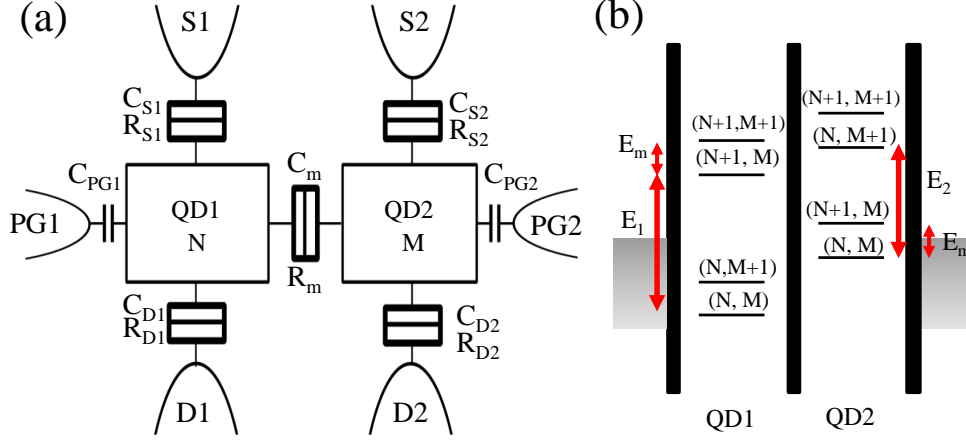 (a)
S1
S2
C_S1
R_S1
C_S2
R_S2
C_PG1
C_m
C_PG2
PG1
QD1
N
QD2
M
PG2
R_m
C_D1
R_D1
C_D2
R_D2
D1
D2
(b)
(N+1,M+1)
(N+1, M+1)
E_m
(N+1, M)
(N, M+1)
E_1
E_2
(N+1, M)
(N,M+1)
(N, M)
E_m
(N, M)
QD1
QD2